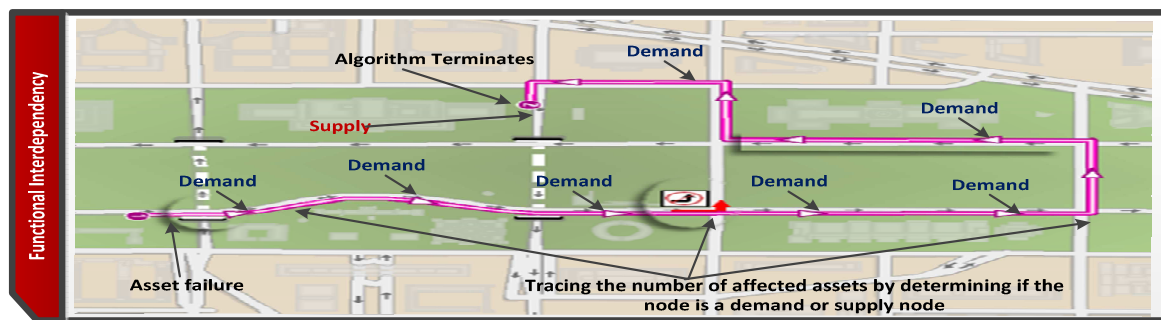 Functional Interdependency
Demand
Algorithm Terminates
Demand
Supply
Demand
Demand
Demand
Demand
Demand
Asset failure
Tracing the number of affected assets by determining if the
node is a demand or supply node